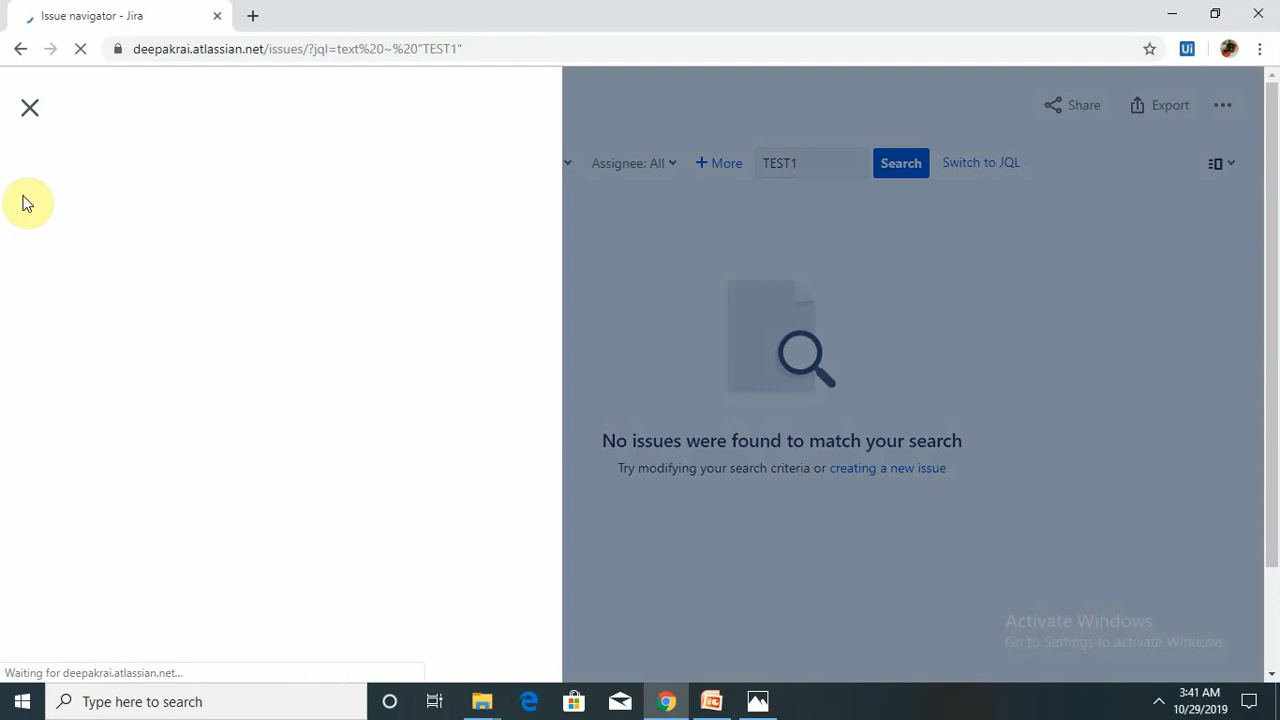 Issue navigator - Jira
deepakrai.atlassian.net/issues/?jql=text%20~%20"TEST1"
Ui
Share
Export
Assignee: All
+ More
TEST1
Search
Switch to JQL
No issues were found to match your search
Try modifying your search criteria or creating a new issue
Activate Windows
Go to Settings to activate Windows.
Waiting for deepakrai.atlassian.net...
Type here to search
3:41 AM
10/29/2019